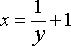 x = 1/y + 1